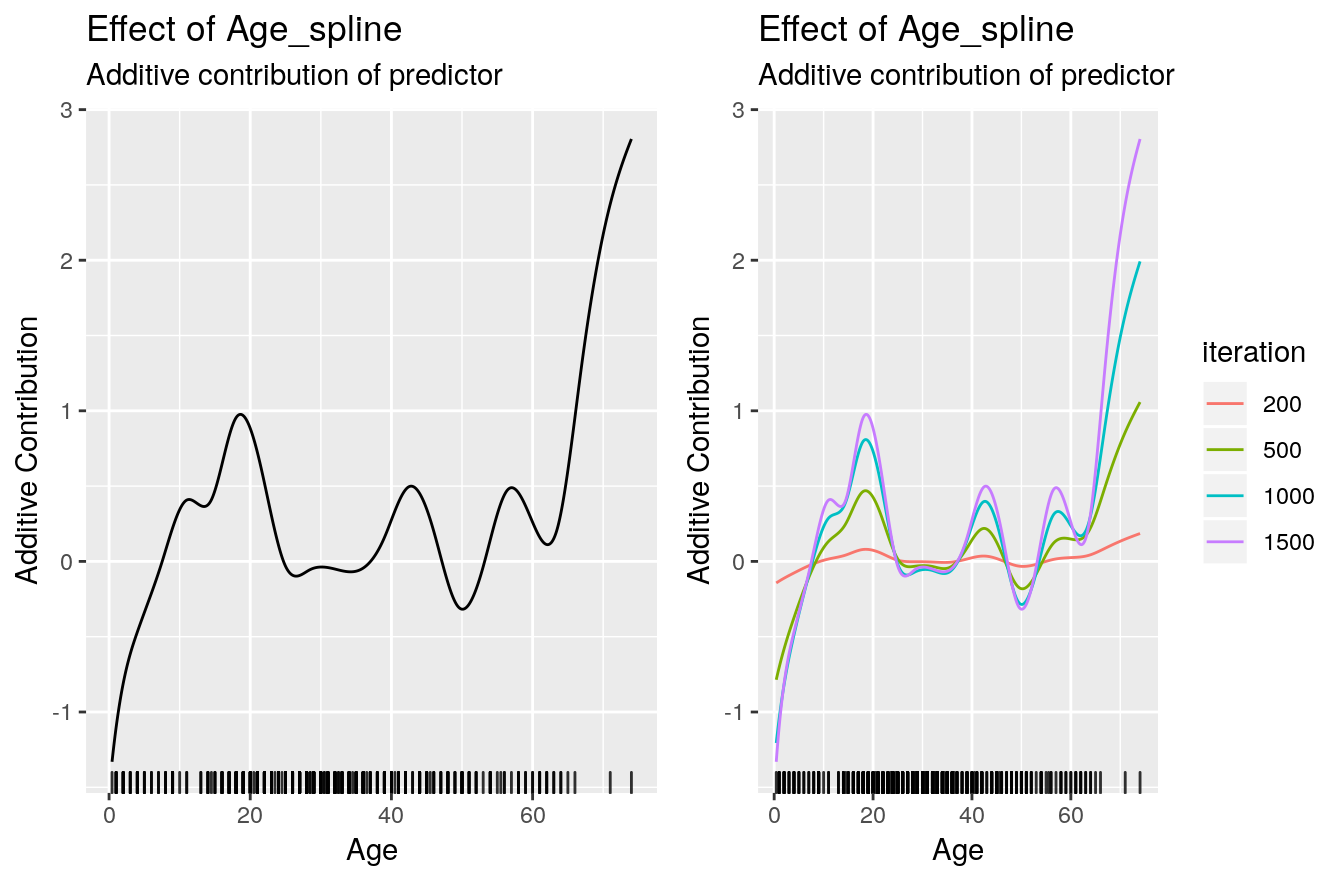 Effect of Age_spline
Additive contribution of predictor
3
2
1
0
-1
Additive Contribution
0 20 40 60
Age
Effect of Age_spline
Additive contribution of predictor
3
2
1
0
-1
Additive Contribution
0 20 40 60
Age
iteration
200
500
1000
1500